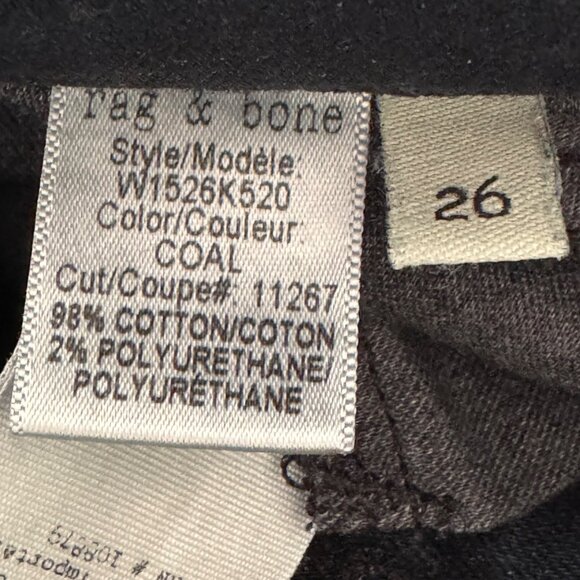 rag & bone
Style/Modèle:
W1526K520
Color/Couleur:
COAL
Cut/Coupe#: 11267
98% COTTON/COTON
2% POLYURETHANE/
POLYURÉTHANE
26